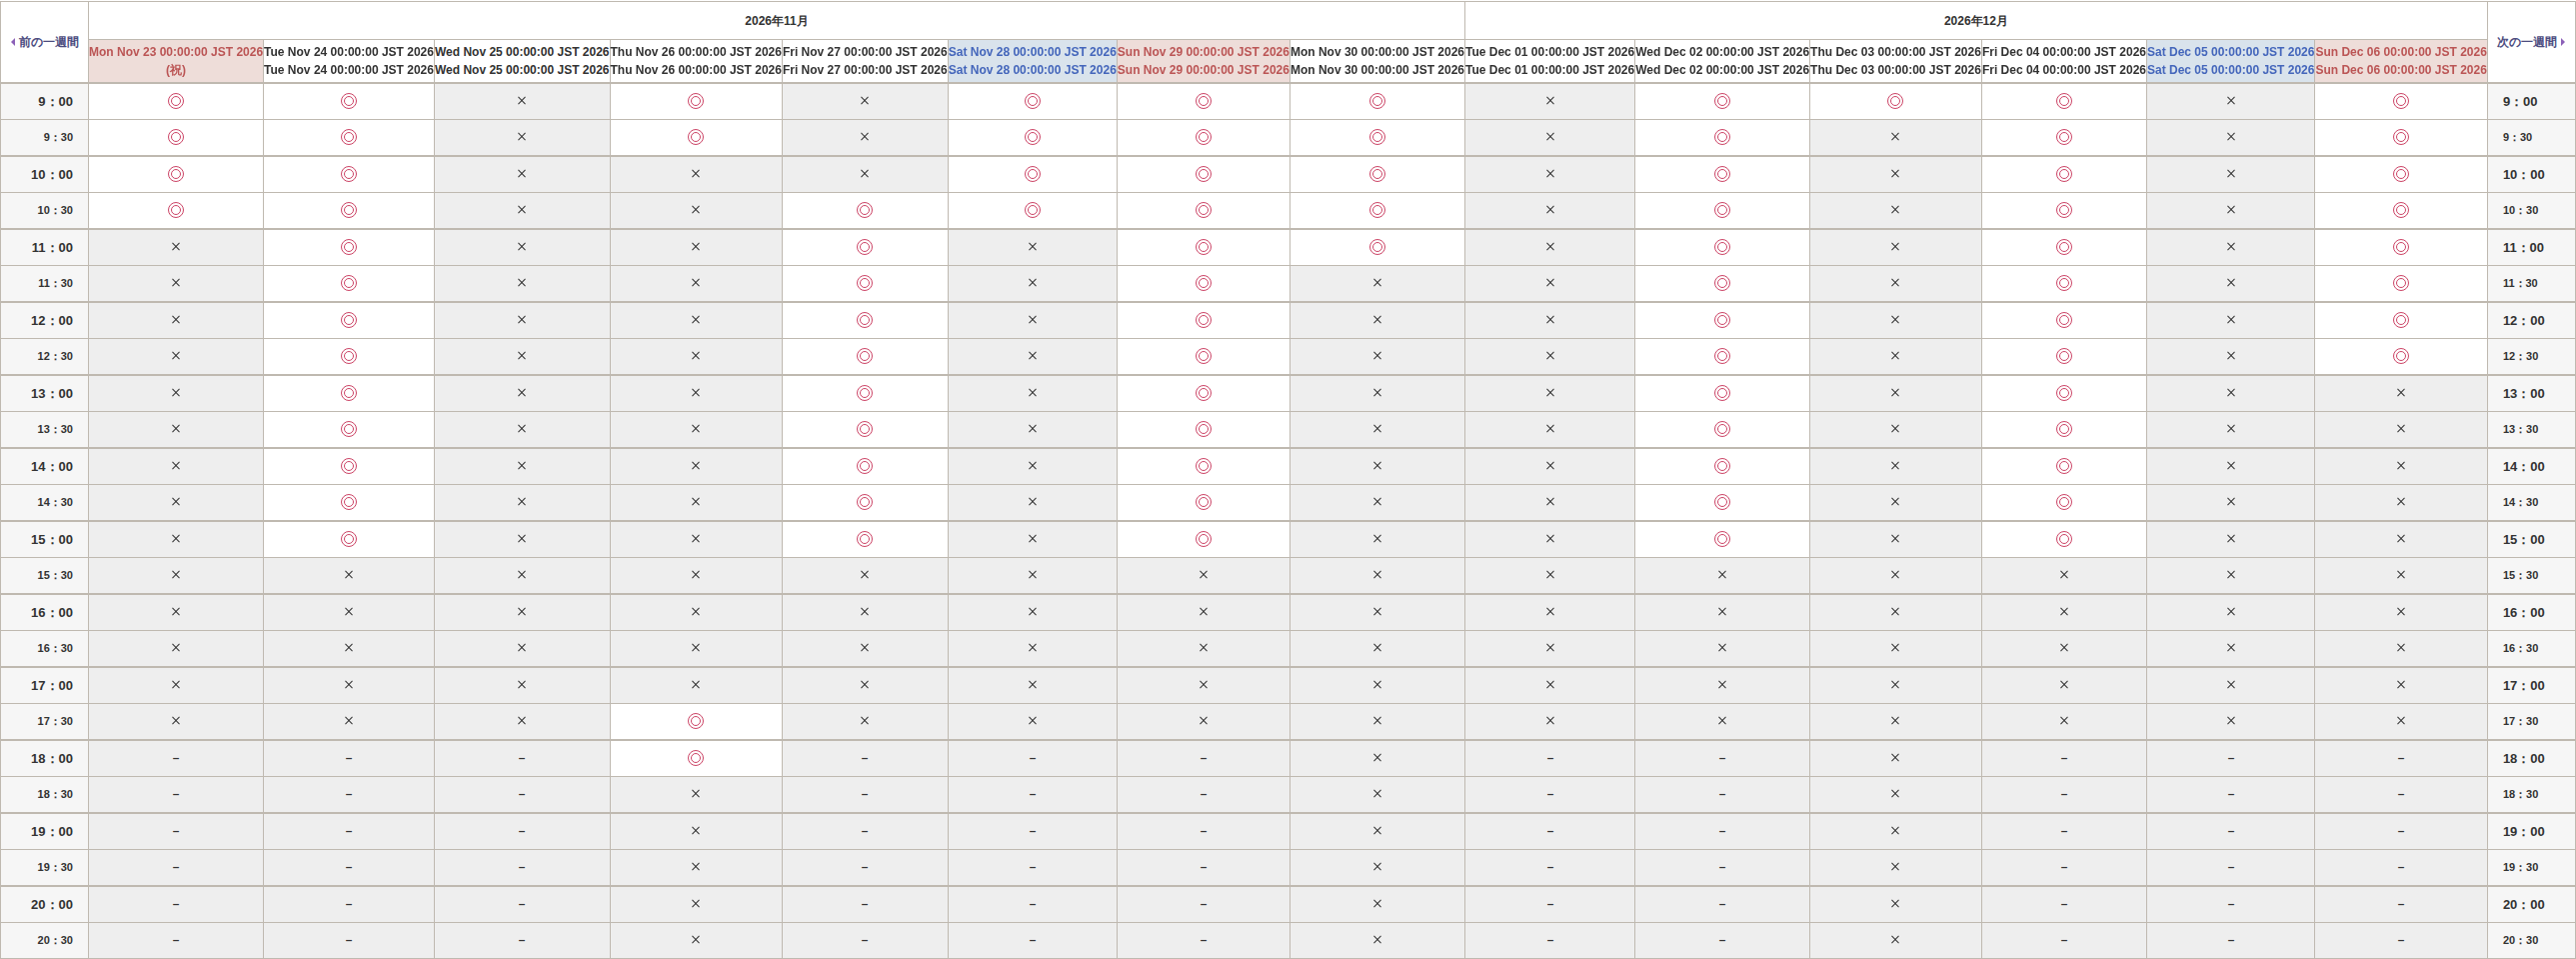 前の一週間 2026年11月 2026年12月 次の一週間
Mon Nov 23 00:00:00 JST 2026 Tue Nov 24 00:00:00 JST 2026 Wed Nov 25 00:00:00 JST 2026 Thu Nov 26 00:00:00 JST 2026 Fri Nov 27 00:00:00 JST 2026 Sat Nov 28 00:00:00 JST 2026 Sun Nov 29 00:00:00 JST 2026 Mon Nov 30 00:00:00 JST 2026 Tue Dec 01 00:00:00 JST 2026 Wed Dec 02 00:00:00 JST 2026 Thu Dec 03 00:00:00 JST 2026 Fri Dec 04 00:00:00 JST 2026 Sat Dec 05 00:00:00 JST 2026 Sun Dec 06 00:00:00 JST 2026
(祝) Tue Nov 24 00:00:00 JST 2026 Wed Nov 25 00:00:00 JST 2026 Thu Nov 26 00:00:00 JST 2026 Fri Nov 27 00:00:00 JST 2026 Sat Nov 28 00:00:00 JST 2026 Sun Nov 29 00:00:00 JST 2026 Mon Nov 30 00:00:00 JST 2026 Tue Dec 01 00:00:00 JST 2026 Wed Dec 02 00:00:00 JST 2026 Thu Dec 03 00:00:00 JST 2026 Fri Dec 04 00:00:00 JST 2026 Sat Dec 05 00:00:00 JST 2026 Sun Dec 06 00:00:00 JST 2026
9：00 ◎ ◎ × ◎ × ◎ ◎ ◎ × ◎ ◎ ◎ × ◎ 9：00
9：30 ◎ ◎ × ◎ × ◎ ◎ ◎ × ◎ × ◎ × ◎ 9：30
10：00 ◎ ◎ × × × ◎ ◎ ◎ × ◎ × ◎ × ◎ 10：00
10：30 ◎ ◎ × × ◎ ◎ ◎ ◎ × ◎ × ◎ × ◎ 10：30
11：00 × ◎ × × ◎ × ◎ ◎ × ◎ × ◎ × ◎ 11：00
11：30 × ◎ × × ◎ × ◎ × × ◎ × ◎ × ◎ 11：30
12：00 × ◎ × × ◎ × ◎ × × ◎ × ◎ × ◎ 12：00
12：30 × ◎ × × ◎ × ◎ × × ◎ × ◎ × ◎ 12：30
13：00 × ◎ × × ◎ × ◎ × × ◎ × ◎ × × 13：00
13：30 × ◎ × × ◎ × ◎ × × ◎ × ◎ × × 13：30
14：00 × ◎ × × ◎ × ◎ × × ◎ × ◎ × × 14：00
14：30 × ◎ × × ◎ × ◎ × × ◎ × ◎ × × 14：30
15：00 × ◎ × × ◎ × ◎ × × ◎ × ◎ × × 15：00
15：30 × × × × × × × × × × × × × × 15：30
16：00 × × × × × × × × × × × × × × 16：00
16：30 × × × × × × × × × × × × × × 16：30
17：00 × × × × × × × × × × × × × × 17：00
17：30 × × × ◎ × × × × × × × × × × 17：30
18：00 – – – ◎ – – – × – – × – – – 18：00
18：30 – – – × – – – × – – × – – – 18：30
19：00 – – – × – – – × – – × – – – 19：00
19：30 – – – × – – – × – – × – – – 19：30
20：00 – – – × – – – × – – × – – – 20：00
20：30 – – – × – – – × – – × – – – 20：30